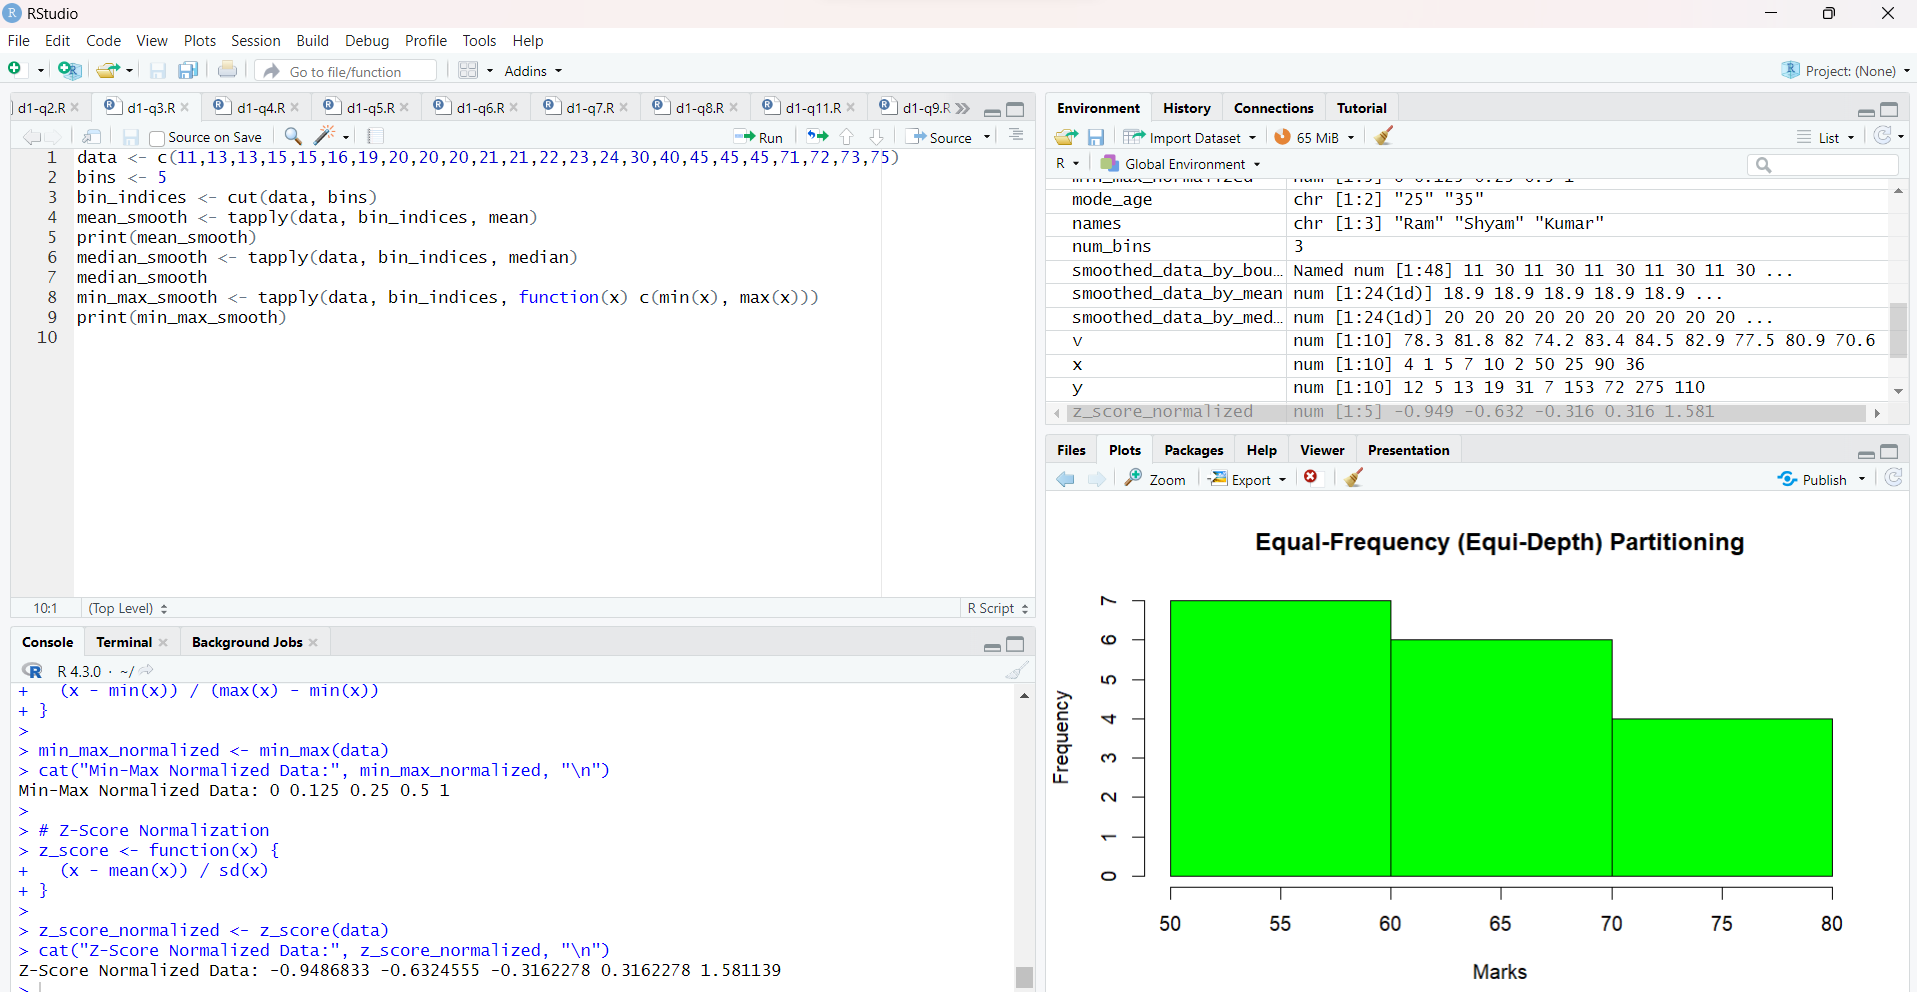 RStudio
File Edit Code View Plots Session Build Debug Profile Tools Help
Go to file/function Addins Project: (None)
d1-q2.R d1-q3.R d1-q4.R d1-q5.R d1-q6.R d1-q7.R d1-q8.R d1-q11.R d1-q9.R
Source on Save Run Source
1 data <- c(11,13,13,15,15,16,19,20,20,20,21,21,22,23,24,30,40,45,45,45,71,72,73,75)
2 bins <- 5
3 bin_indices <- cut(data, bins)
4 mean_smooth <- tapply(data, bin_indices, mean)
5 print(mean_smooth)
6 median_smooth <- tapply(data, bin_indices, median)
7 median_smooth
8 min_max_smooth <- tapply(data, bin_indices, function(x) c(min(x), max(x)))
9 print(min_max_smooth)
10
10:1 (Top Level) R Script
Console Terminal Background Jobs
R 4.3.0 · ~/
+ (x - min(x)) / (max(x) - min(x))
+ }
>
> min_max_normalized <- min_max(data)
> cat("Min-Max Normalized Data:", min_max_normalized, "\n")
Min-Max Normalized Data: 0 0.125 0.25 0.5 1
>
> # Z-Score Normalization
> z_score <- function(x) {
+ (x - mean(x)) / sd(x)
+ }
>
> z_score_normalized <- z_score(data)
> cat("Z-Score Normalized Data:", z_score_normalized, "\n")
Z-Score Normalized Data: -0.9486833 -0.6324555 -0.3162278 0.3162278 1.581139
>
Environment History Connections Tutorial
Import Dataset 65 MiB List
R Global Environment
min_max_normalized num [1:5] 0 0.125 0.25 0.5 1
mode_age chr [1:2] "25" "35"
names chr [1:3] "Ram" "Shyam" "Kumar"
num_bins 3
smoothed_data_by_bou… Named num [1:48] 11 30 11 30 11 30 11 30 11 30 ...
smoothed_data_by_mean num [1:24(1d)] 18.9 18.9 18.9 18.9 18.9 ...
smoothed_data_by_med… num [1:24(1d)] 20 20 20 20 20 20 20 20 20 20 ...
v num [1:10] 78.3 81.8 82 74.2 83.4 84.5 82.9 77.5 80.9 70.6
x num [1:10] 4 1 5 7 10 2 50 25 90 36
y num [1:10] 12 5 13 19 31 7 153 72 275 110
z_score_normalized num [1:5] -0.949 -0.632 -0.316 0.316 1.581
Files Plots Packages Help Viewer Presentation
Zoom Export Publish
Equal-Frequency (Equi-Depth) Partitioning
Frequency
7
6
5
4
3
2
1
0
50 55 60 65 70 75 80
Marks